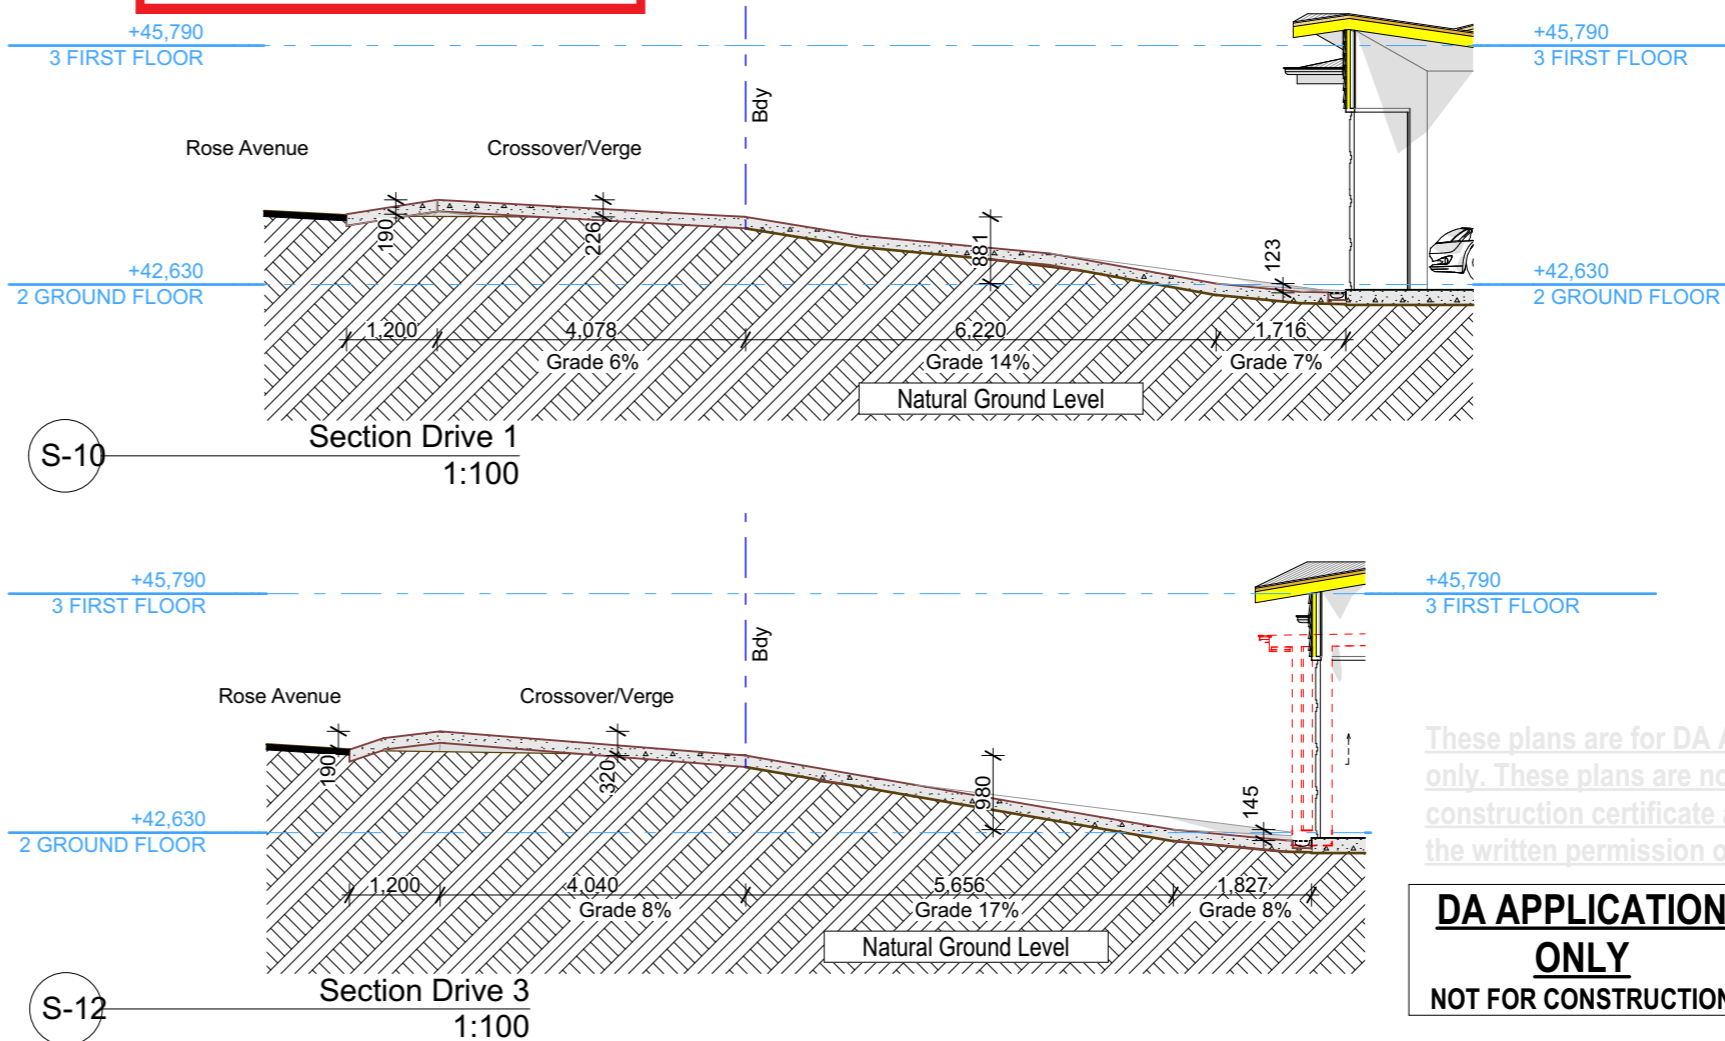 +45,790
3 FIRST FLOOR
+45,790
3 FIRST FLOOR
Bdy
Rose Avenue
Crossover/Verge
190
226
881
123
+42,630
2 GROUND FLOOR
+42,630
2 GROUND FLOOR
1,200
4,078
6,220
1,716
Grade 6%
Grade 14%
Grade 7%
Natural Ground Level
S-10
Section Drive 1
1:100
+45,790
3 FIRST FLOOR
+45,790
3 FIRST FLOOR
Bdy
Rose Avenue
Crossover/Verge
190
320
980
145
+42,630
2 GROUND FLOOR
1,200
4,040
5,656
1,827
Grade 8%
Grade 17%
Grade 8%
Natural Ground Level
S-12
Section Drive 3
1:100
These plans are for DA A
only. These plans are no
construction certificate a
the written permission o
DA APPLICATION
ONLY
NOT FOR CONSTRUCTION